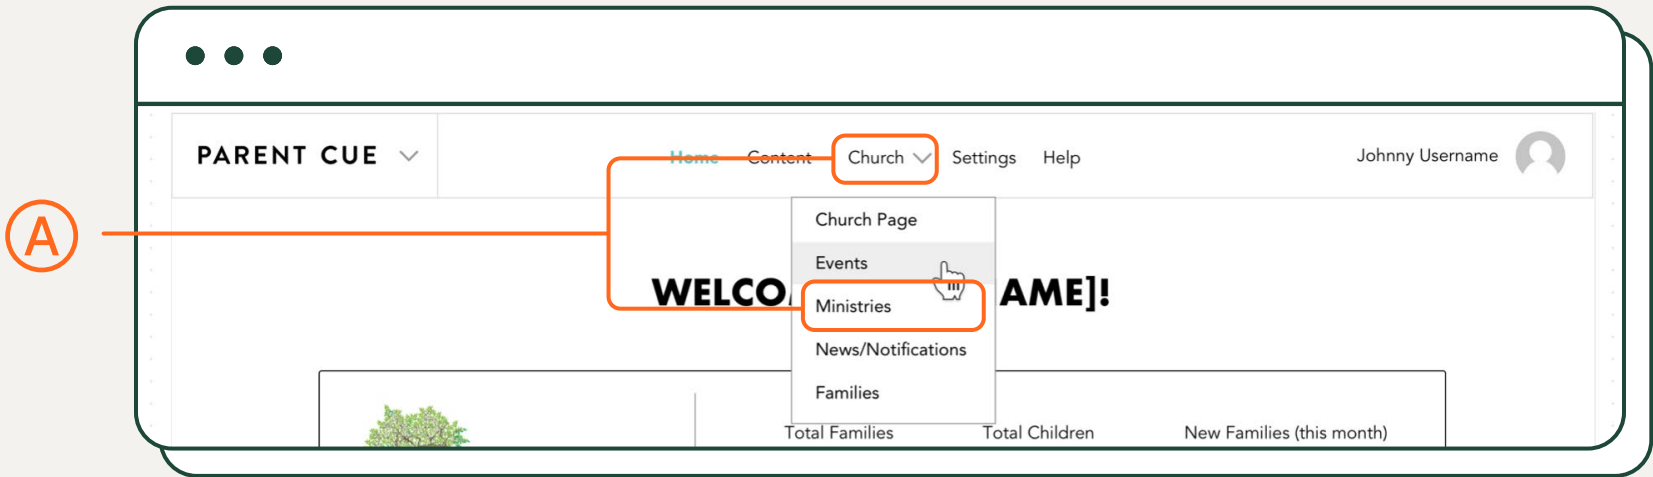 PARENT CUE
Home Content Church Settings Help
Johnny Username
A
Church Page
Events
WELCO AME]!
Ministries
News/Notifications
Families
Total Families Total Children New Families (this month)